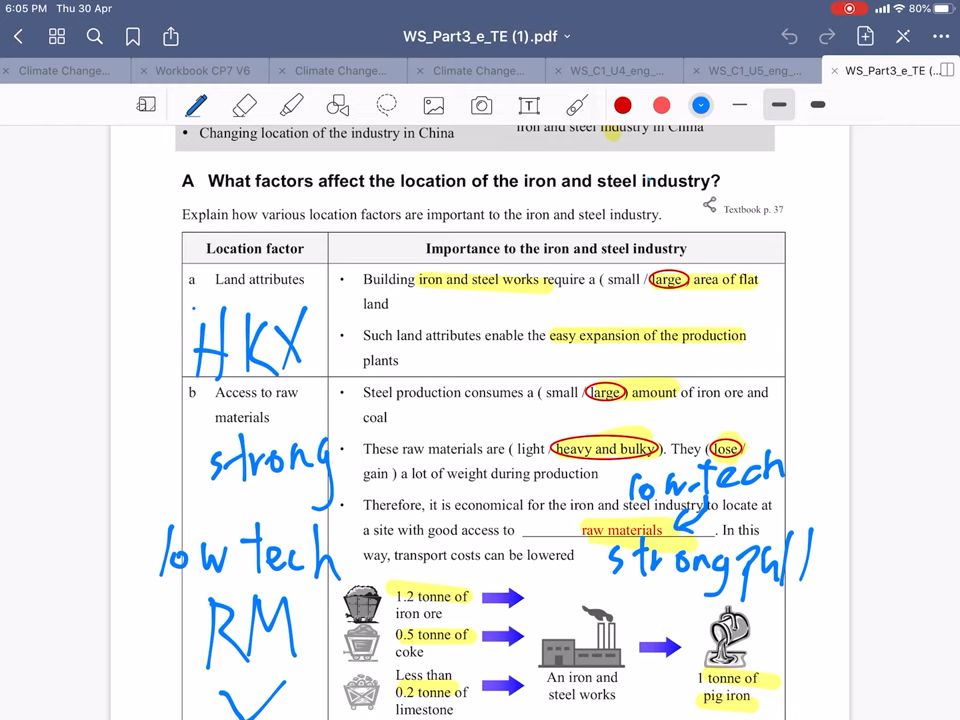 6:05 PM Thu 30 Apr
80%
WS_Part3_e_TE (1).pdf
Climate Change...
Workbook CP7 V6
Climate Change...
Climate Change...
WS_C1_U4_eng_...
WS_C1_U5_eng_...
WS_Part3_e_TE (...
• Changing location of the industry in China
iron and steel industry in China
A What factors affect the location of the iron and steel industry?
Explain how various location factors are important to the iron and steel industry.
Textbook p. 37
Location factor
Importance to the iron and steel industry
a Land attributes
HKX
• Building iron and steel works require a ( small / large ) area of flat
land
• Such land attributes enable the easy expansion of the production
plants
b Access to raw
materials
strong
low tech
RM
• Steel production consumes a ( small / large ) amount of iron ore and
coal
• These raw materials are ( light / heavy and bulky ). They ( lose /
gain ) a lot of weight during production
low-tech
• Therefore, it is economical for the iron and steel industry to locate at
a site with good access to raw materials. In this
way, transport costs can be lowered
strong pull
1.2 tonne of
iron ore
0.5 tonne of
coke
Less than
0.2 tonne of
limestone
An iron and
steel works
1 tonne of
pig iron